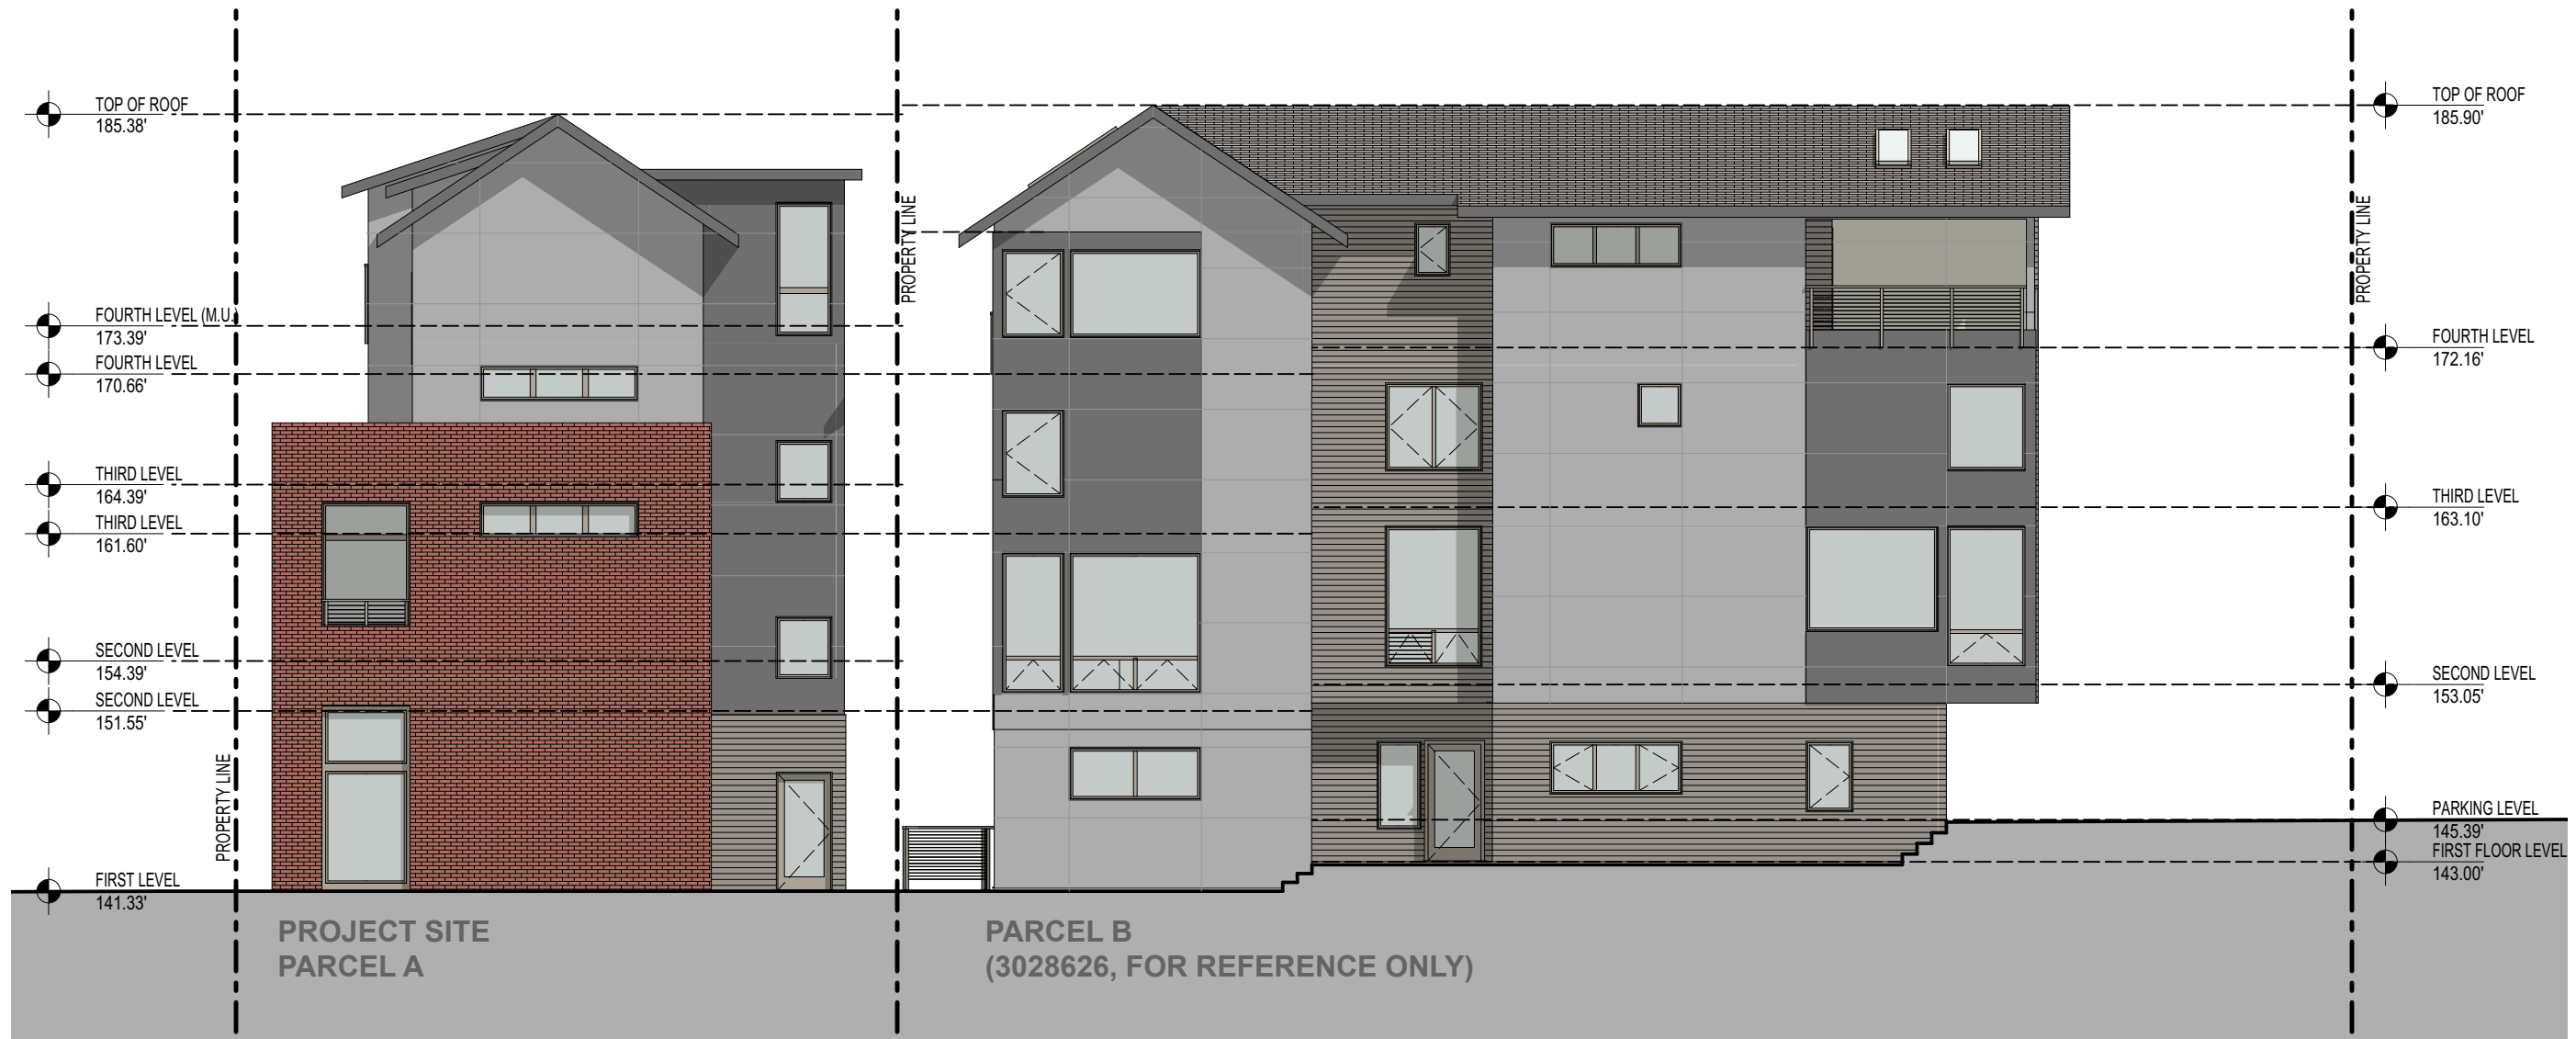 TOP OF ROOF
185.38'
FOURTH LEVEL (M.U.)
173.39'
FOURTH LEVEL
170.66'
THIRD LEVEL
164.39'
THIRD LEVEL
161.60'
SECOND LEVEL
154.39'
SECOND LEVEL
151.55'
FIRST LEVEL
141.33'
PROPERTY LINE
PROPERTY LINE
PROPERTY LINE
TOP OF ROOF
185.90'
FOURTH LEVEL
172.16'
THIRD LEVEL
163.10'
SECOND LEVEL
153.05'
PARKING LEVEL
145.39'
FIRST FLOOR LEVEL
143.00'
PROJECT SITE
PARCEL A
PARCEL B
(3028626, FOR REFERENCE ONLY)